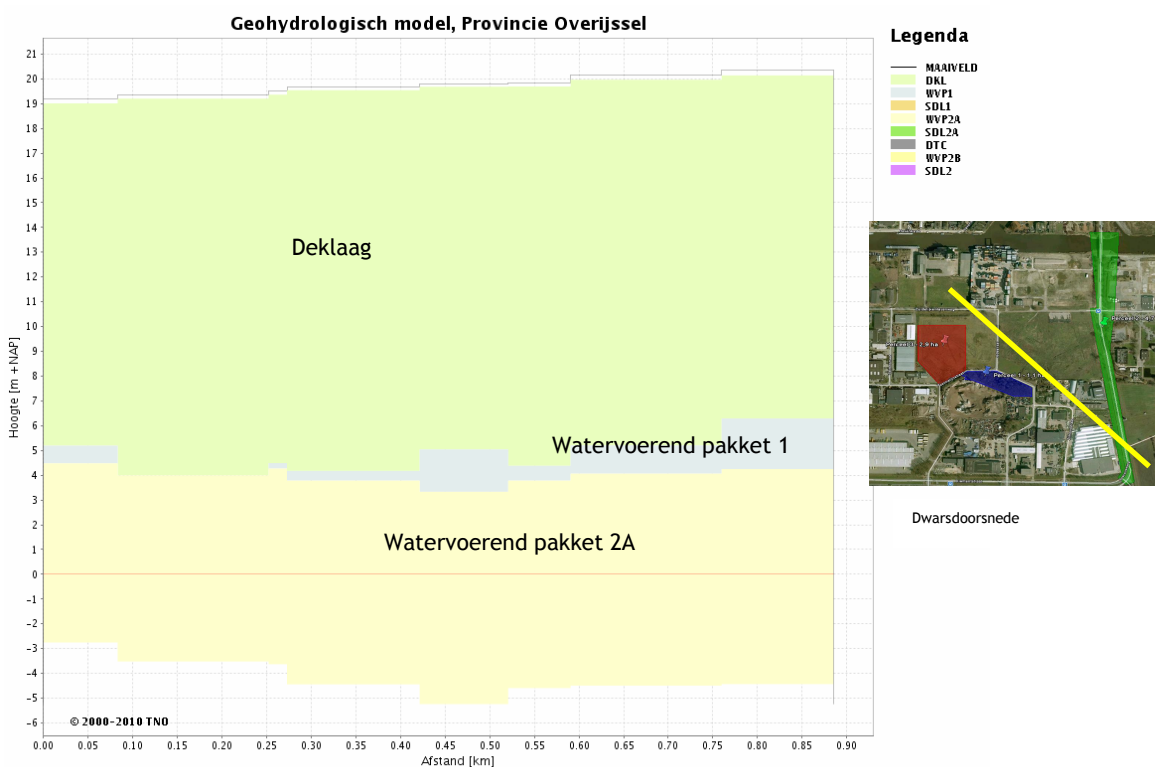 Geohydrologisch model, Provincie Overijssel
Legenda
MAAIVELD
DKL
WVP1
SDL1
WVP2A
SDL2A
DTC
WVP2B
SDL2
Hoogte [m +NAP]
21
20
19
18
17
16
15
14
13
12
11
10
9
8
7
6
5
4
3
2
1
0
-1
-2
-3
-4
-5
-6
Deklaag
Watervoerend pakket 1
Watervoerend pakket 2A
© 2000-2010 TNO
0.00 0.05 0.10 0.15 0.20 0.25 0.30 0.35 0.40 0.45 0.50 0.55 0.60 0.65 0.70 0.75 0.80 0.85 0.90
Afstand [km]
Perceel 1 - 1,1 h
Dwarsdoorsnede